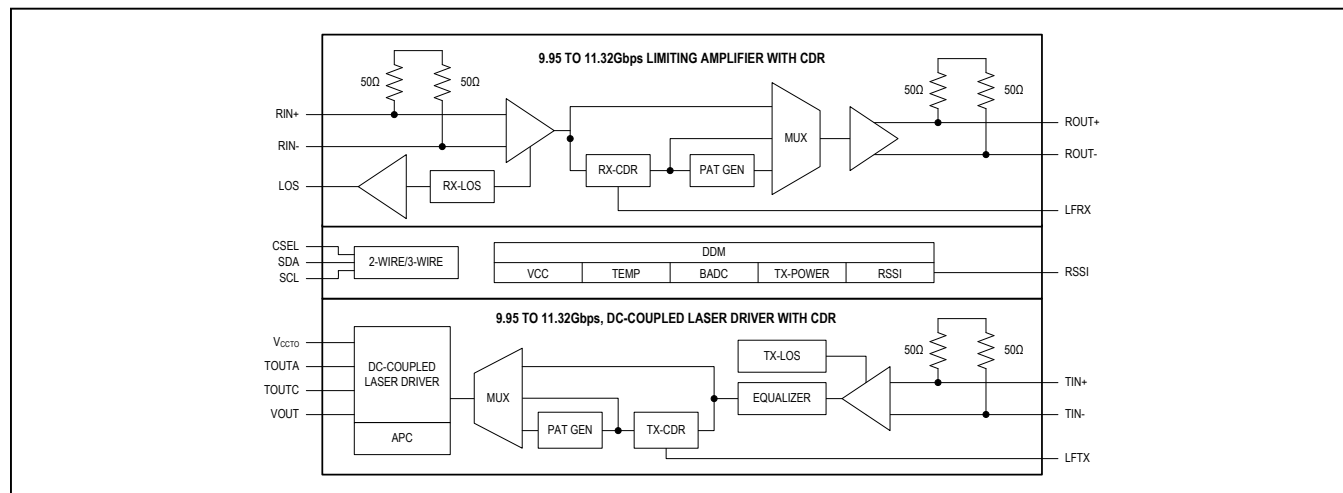 9.95 TO 11.32Gbps LIMITING AMPLIFIER WITH CDR
50Ω
50Ω
50Ω
50Ω
RIN+
RIN-
LOS
RX-LOS
RX-CDR
PAT GEN
MUX
ROUT+
ROUT-
LFRX
CSEL
SDA
SCL
2-WIRE/3-WIRE
DDM
VCC
TEMP
BADC
TX-POWER
RSSI
RSSI
9.95 TO 11.32Gbps, DC-COUPLED LASER DRIVER WITH CDR
VCCTO
TOUTA
TOUTC
VOUT
DC-COUPLED
LASER DRIVER
APC
MUX
PAT GEN
TX-CDR
TX-LOS
EQUALIZER
50Ω
50Ω
TIN+
TIN-
LFTX